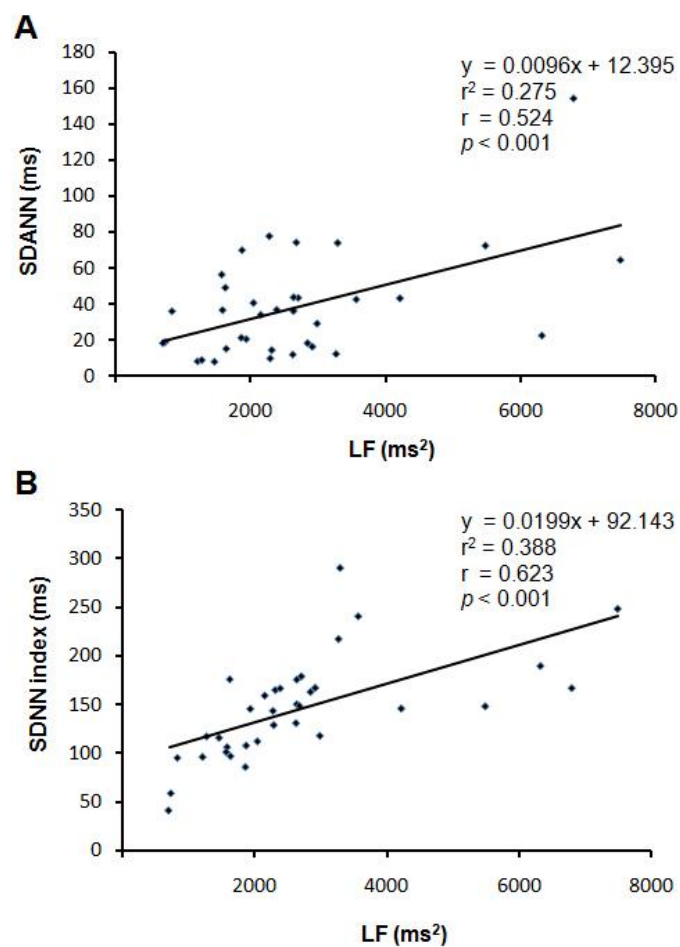 A
180
160
140
120
100
80
60
40
20
0
SDANN (ms)
y = 0.0096x + 12.395
r² = 0.275
r = 0.524
p < 0.001
2000 4000 6000 8000
LF (ms²)
B
350
300
250
200
150
100
50
0
SDNN index (ms)
y = 0.0199x + 92.143
r² = 0.388
r = 0.623
p < 0.001
2000 4000 6000 8000
LF (ms²)